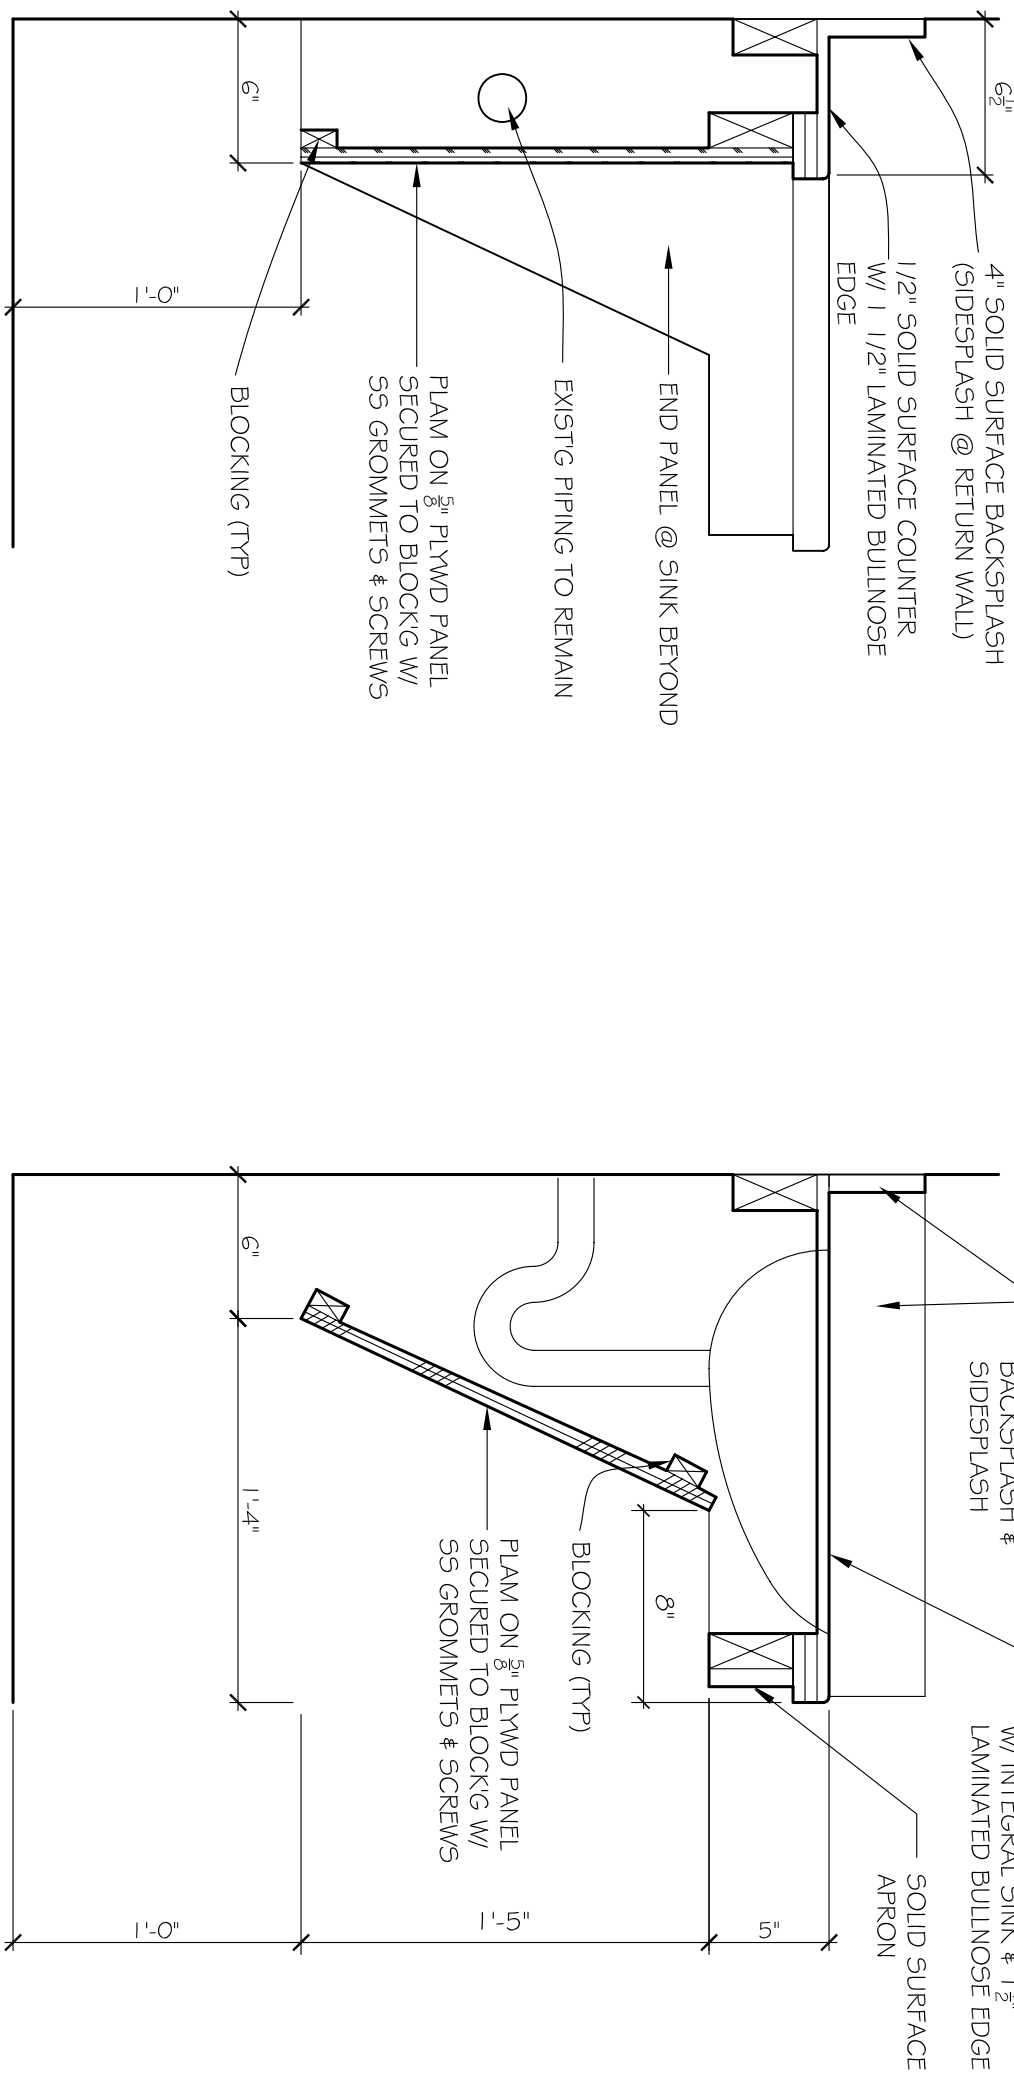 6 1/2"
4" SOLID SURFACE BACKSPLASH
(SIDESPLASH @ RETURN WALL)
1/2" SOLID SURFACE COUNTER
W/ 1 1/2" LAMINATED BULLNOSE
EDGE
END PANEL @ SINK BEYOND
EXIST'G PIPING TO REMAIN
PLAM ON 5/8" PLYWD PANEL
SECURED TO BLOCK'G W/
SS GROMMETS & SCREWS
BLOCKING (TYP)
6"
1'-0"
BACKSPLASH &
SIDESPLASH
W/ INTEGRAL SINK & 1 1/2"
LAMINATED BULLNOSE EDGE
SOLID SURFACE
APRON
8"
BLOCKING (TYP)
PLAM ON 5/8" PLYWD PANEL
SECURED TO BLOCK'G W/
SS GROMMETS & SCREWS
6"
1'-4"
5"
1'-5"
1'-0"